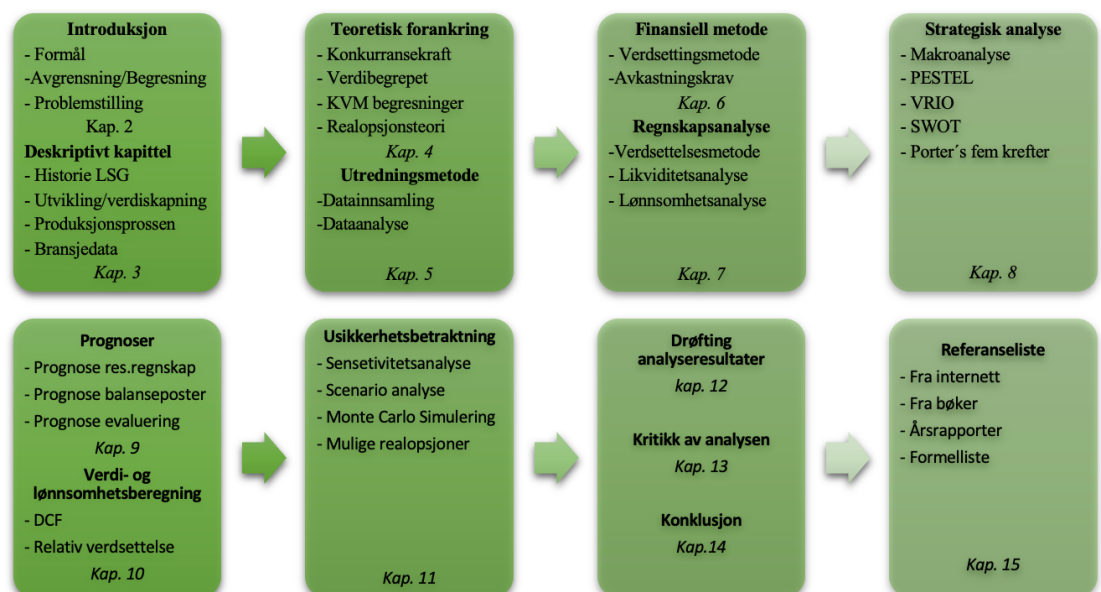 Introduksjon
- Formål
-Avgrensning/Begresning
- Problemstilling
Kap. 2
Deskriptivt kapittel
- Historie LSG
- Utvikling/verdiskapning
- Produksjonsprossen
- Bransjedata
Kap. 3
Teoretisk forankring
- Konkurransekraft
- Verdibegrepet
- KVM begresninger
- Realopsjonsteori
Kap. 4
Utredningsmetode
-Datainnsamling
-Dataanalyse
Kap. 5
Finansiell metode
- Verdsettingsmetode
-Avkastningskrav
Kap. 6
Regnskapsanalyse
-Verdsettelsesmetode
- Likviditetsanalyse
- Lønnsomhetsanalyse
Kap. 7
Strategisk analyse
- Makroanalyse
- PESTEL
- VRIO
- SWOT
- Porter´s fem krefter
Kap. 8
Prognoser
- Prognose res.regnskap
- Prognose balanseposter
- Prognose evaluering
Kap. 9
Verdi- og
lønnsomhetsberegning
- DCF
- Relativ verdsettelse
Kap. 10
Usikkerhetsbetraktning
- Sensetivitetsanalyse
- Scenario analyse
- Monte Carlo Simulering
- Mulige realopsjoner
Kap. 11
Drøfting
analyseresultater
kap. 12
Kritikk av analysen
Kap. 13
Konklusjon
Kap.14
Referanseliste
- Fra internett
- Fra bøker
- Årsrapporter
- Formelliste
Kap. 15